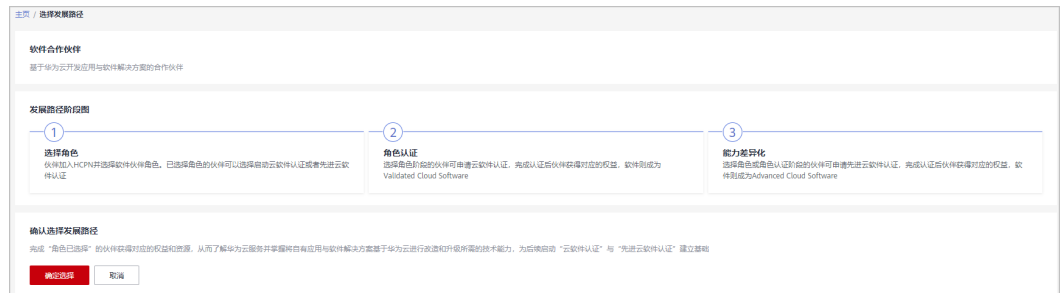 主页 / 选择发展路径
软件合作伙伴
基于华为云开发应用与软件解决方案的合作伙伴
发展路径阶段图
1
选择角色
伙伴加入HCPN并选择软件伙伴角色。已选择角色的伙伴可以选择启动云软件认证或者先进云软
件认证
2
角色认证
选择角色阶段的伙伴可申请云软件认证，完成认证后伙伴获得对应的权益，软件则成为
Validated Cloud Software
3
能力差异化
选择角色或角色认证阶段的伙伴可申请先进云软件认证，完成认证后伙伴获得对应的权益，软
件则成为Advanced Cloud Software
确认选择发展路径
完成“角色已选择”的伙伴获得对应的权益和资源，从而了解华为云服务并掌握将自有应用与软件解决方案基于华为云进行改造和升级所需的技术能力，为后续启动“云软件认证”与“先进云软件认证”建立基础
确定选择
取消